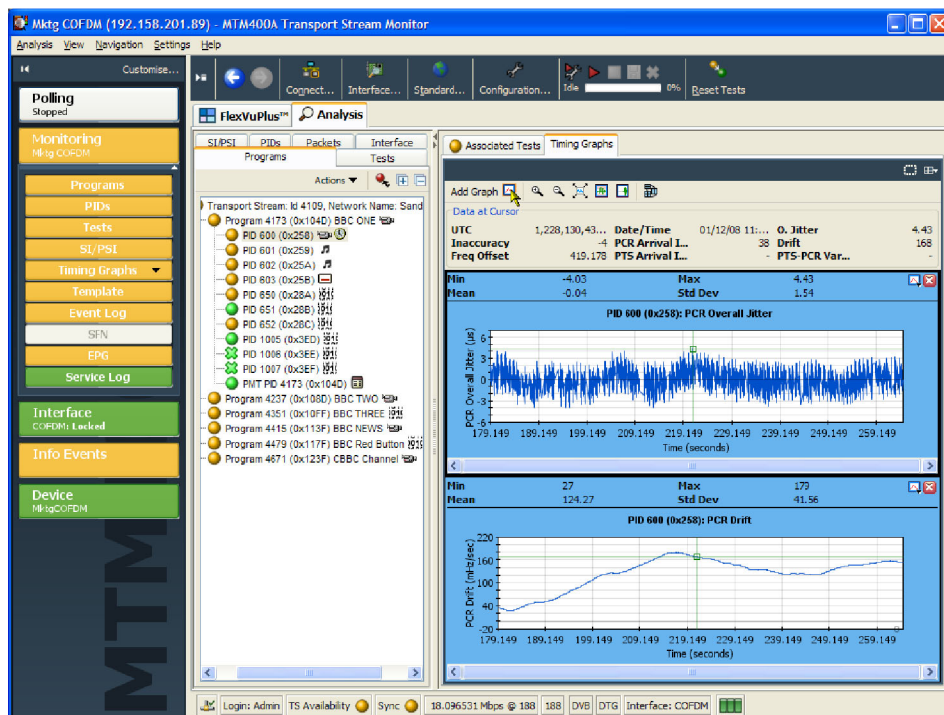 Mktg COFDM (192.158.201.89) - MTM400A Transport Stream Monitor
Analysis View Navigation Settings Help
Customise...
Polling
Stopped
Monitoring
Mktg COFDM
Programs
PIDs
Tests
SI/PSI
Timing Graphs
Template
Event Log
SFN
EPG
Service Log
Interface
COFDM: Locked
Info Events
Device
MktgCOFDM
MTM
Connect... Interface... Standard... Configuration... Idle 0% Reset Tests
FlexVuPlus™ Analysis
SI/PSI PIDs Packets Interface
Programs Tests
Actions
Transport Stream: Id 4109, Network Name: Sand
Program 4173 (0x104D) BBC ONE
PID 600 (0x258)
PID 601 (0x259)
PID 602 (0x25A)
PID 603 (0x25B)
PID 650 (0x28A)
PID 651 (0x28B)
PID 652 (0x28C)
PID 1005 (0x3ED)
PID 1006 (0x3EE)
PID 1007 (0x3EF)
PMT PID 4173 (0x104D)
Program 4237 (0x108D) BBC TWO
Program 4351 (0x10FF) BBC THREE
Program 4415 (0x113F) BBC NEWS
Program 4479 (0x117F) BBC Red Button
Program 4671 (0x123F) CBBC Channel
Associated Tests Timing Graphs
Add Graph
Data at Cursor
UTC 1,228,130,43... Date/Time 01/12/08 11:... O. Jitter 4.43
Inaccuracy -4 PCR Arrival I... 38 Drift 168
Freq Offset 419.178 PTS Arrival I... - PTS-PCR Var... -
Min -4.03 Max 4.43
Mean -0.04 Std Dev 1.54
PID 600 (0x258): PCR Overall Jitter
PCR Overall Jitter (µs)
6
3
0
-3
-6
179.149 189.149 199.149 209.149 219.149 229.149 239.149 249.149 259.149
Time (seconds)
Min 27 Max 179
Mean 124.27 Std Dev 41.56
PID 600 (0x258): PCR Drift
PCR Drift (mHz/sec)
220
160
100
40
-20
179.149 189.149 199.149 209.149 219.149 229.149 239.149 249.149 259.149
Time (seconds)
Login: Admin TS Availability Sync 18.096531 Mbps @ 188 188 DVB DTG Interface: COFDM